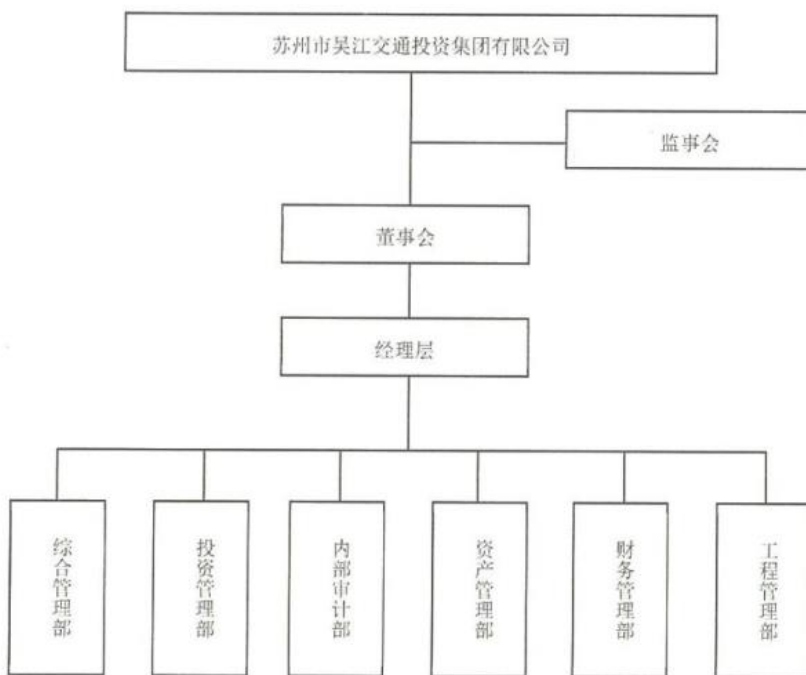 苏州市吴江交通投资集团有限公司
监事会
董事会
经理层
综合管理部
投资管理部
内部审计部
资产管理部
财务管理部
工程管理部